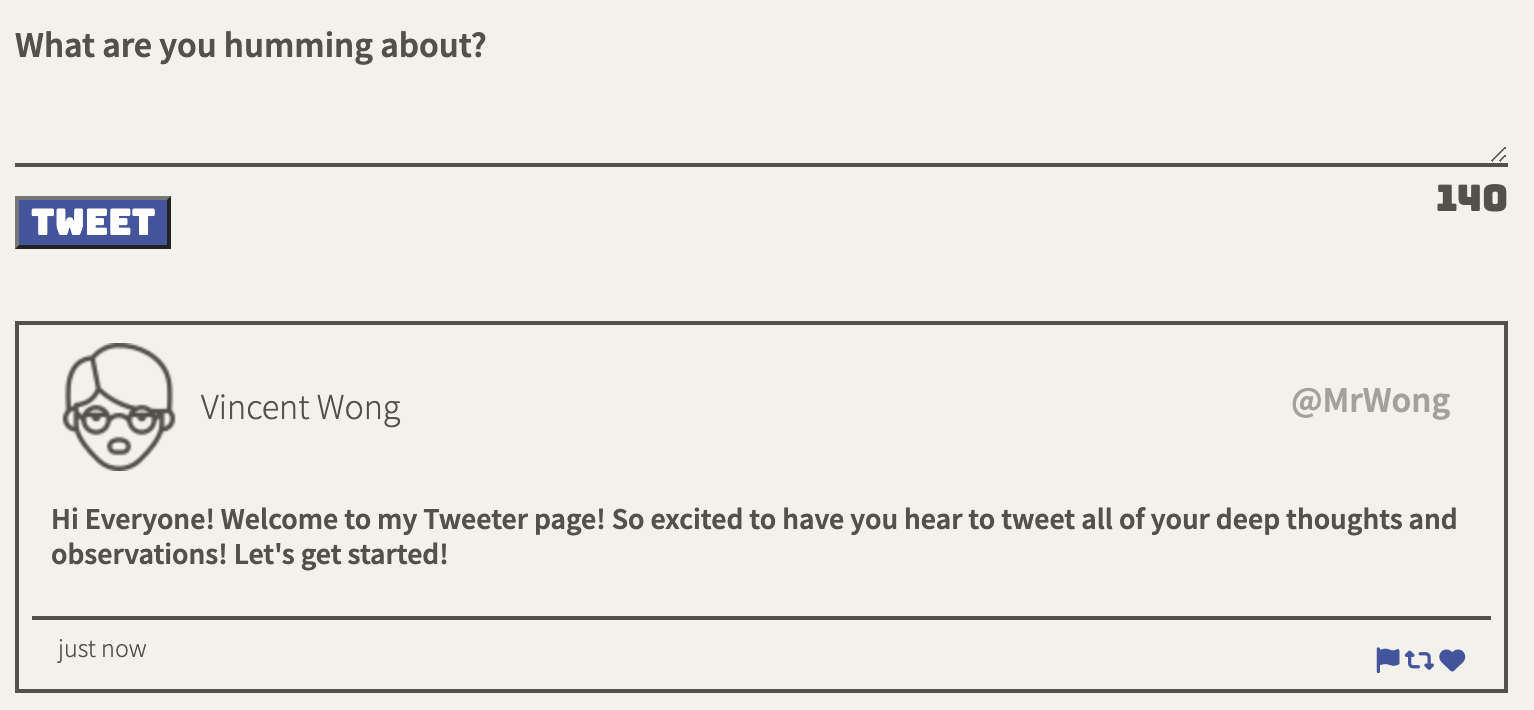 What are you humming about?
TWEET
140
Vincent Wong
@MrWong
Hi Everyone! Welcome to my Tweeter page! So excited to have you hear to tweet all of your deep thoughts and
observations! Let's get started!
just now